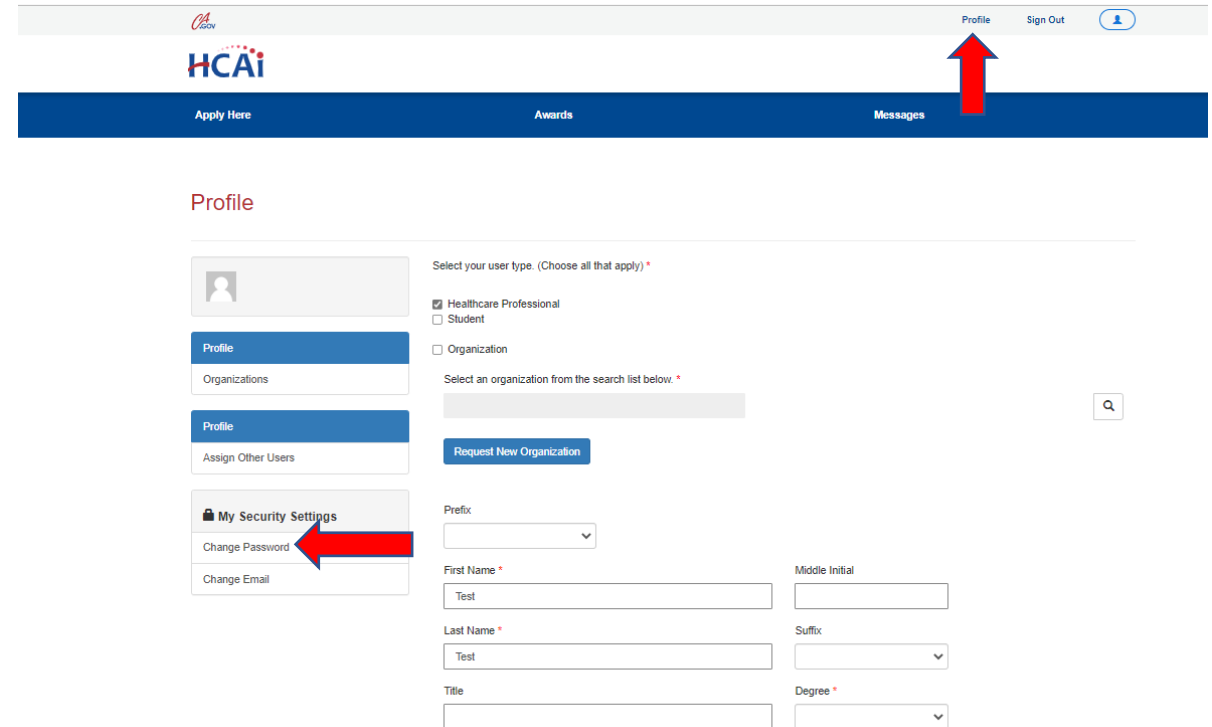 CA
.GOV
Profile
Sign Out
HCAi
Apply Here
Awards
Messages
Profile
Select your user type. (Choose all that apply) *
Healthcare Professional
Student
Profile
Organizations
Organization
Select an organization from the search list below. *
Profile
Assign Other Users
Request New Organization
My Security Settings
Change Password
Change Email
Prefix
First Name *
Middle Initial
Test
Last Name *
Suffix
Test
Title
Degree *